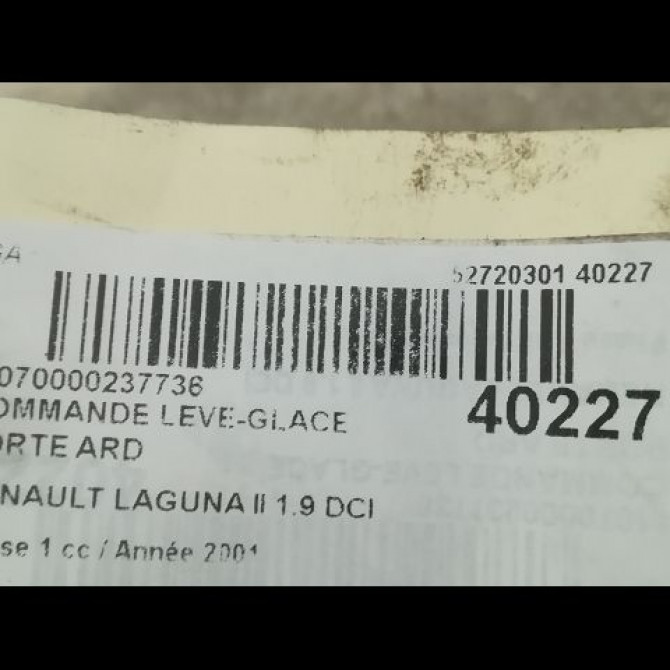 GA
52720301 40227
070000237736
40227
OMMANDE LEVE-GLACE
ORTE ARD
NAULT LAGUNA II 1.9 DCI
se 1 cc / Année 2001